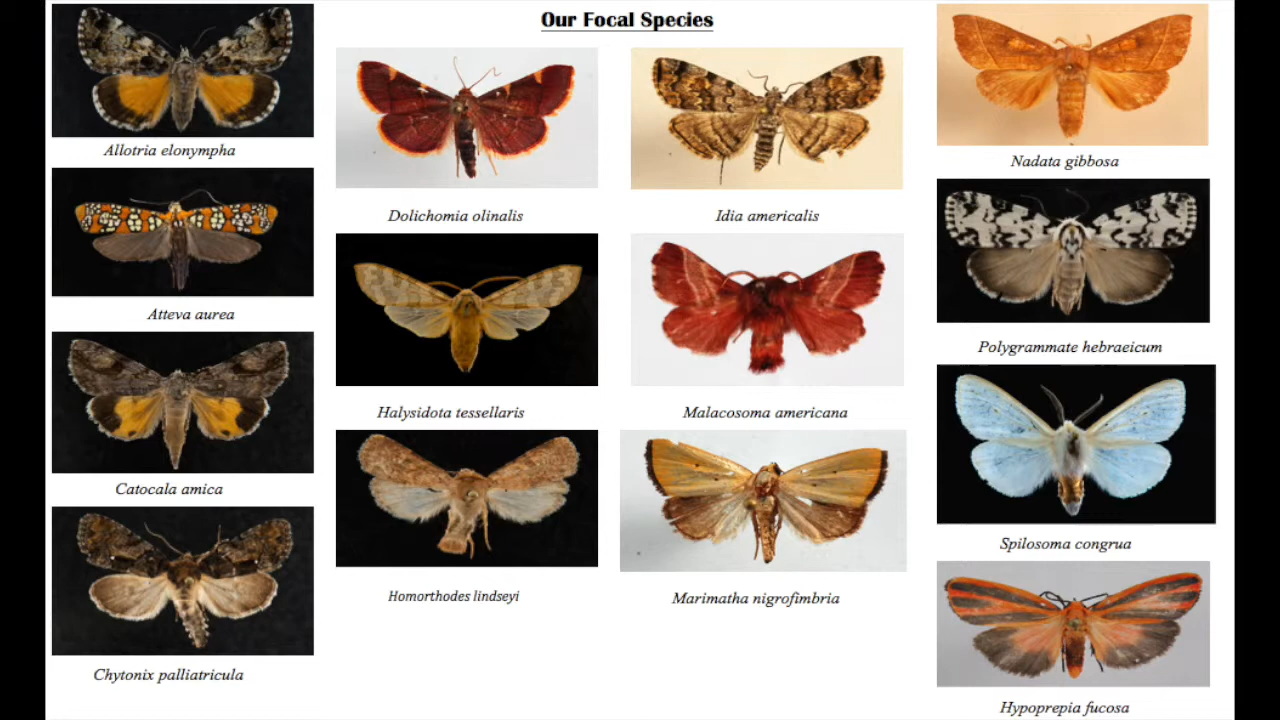 Our Focal Species
Allotria elonympha
Atteva aurea
Catocala amica
Chytonix palliatricula
Dolichomia olinalis
Halysidota tessellaris
Homorthodes lindseyi
Idia americalis
Malacosoma americana
Marimatha nigrofimbria
Nadata gibbosa
Polygrammate hebraeicum
Spilosoma congrua
Hypoprepia fucosa